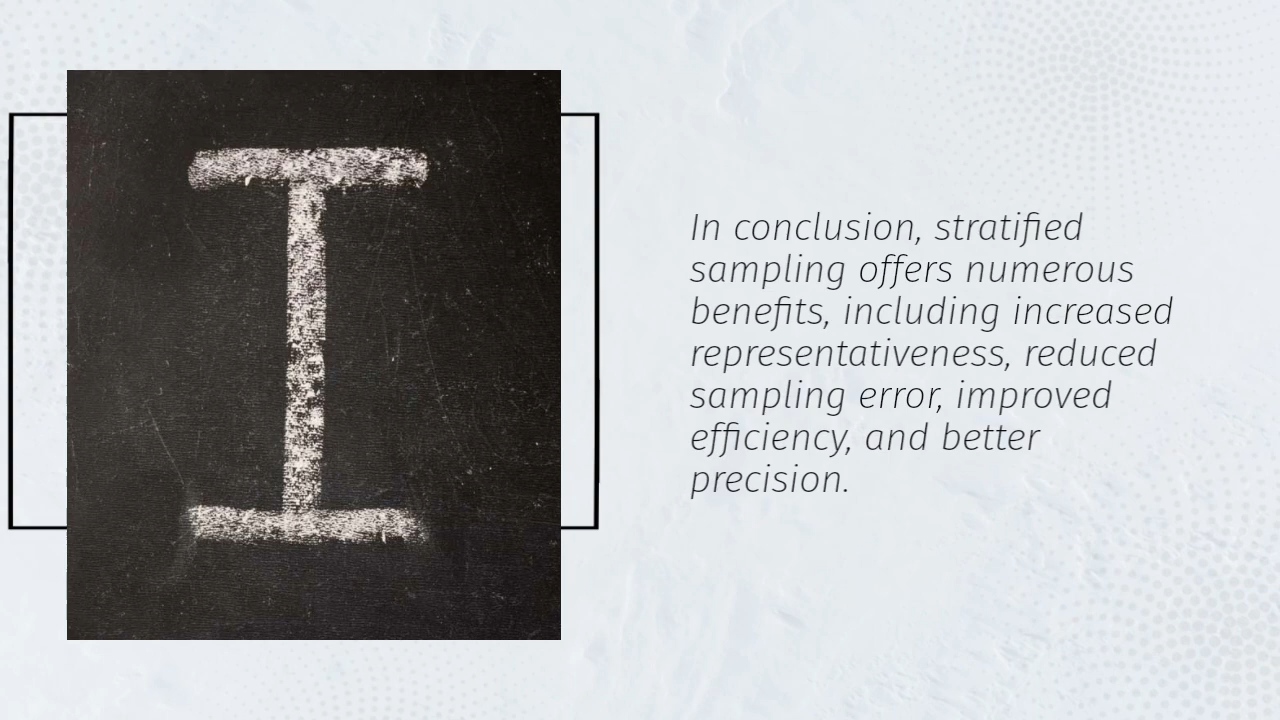 I
In conclusion, stratified
sampling offers numerous
benefits, including increased
representativeness, reduced
sampling error, improved
efficiency, and better
precision.